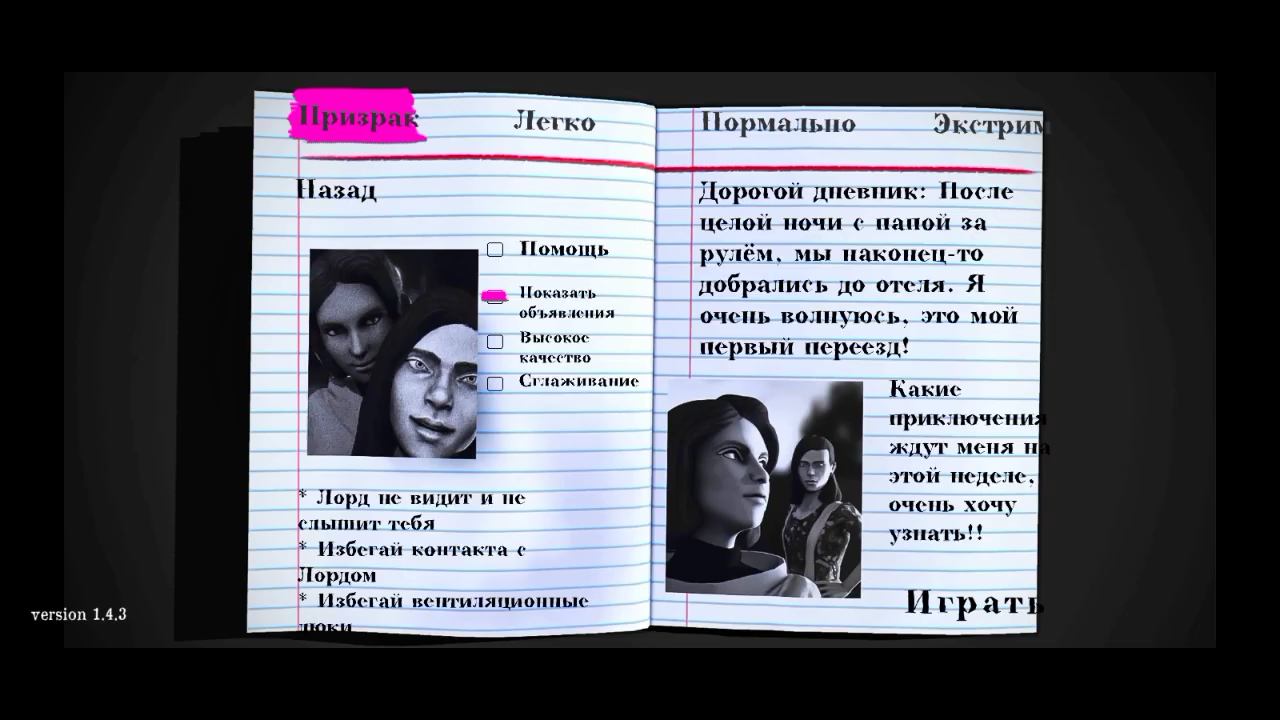 Призрак
Легко
Нормально
Экстрим
Назад
Помощь
Показать
объявления
Высокое
качество
Сглаживание
* Лорд не видит и не
слышит тебя
* Избегай контакта с
Лордом
* Избегай вентиляционные
люки
Дорогой дневник: После
целой ночи с папой за
рулём, мы наконец-то
добрались до отеля. Я
очень волнуюсь, это мой
первый переезд!
Какие
приключения
ждут меня на
этой неделе,
очень хочу
узнать!!
Играть
version 1.4.3